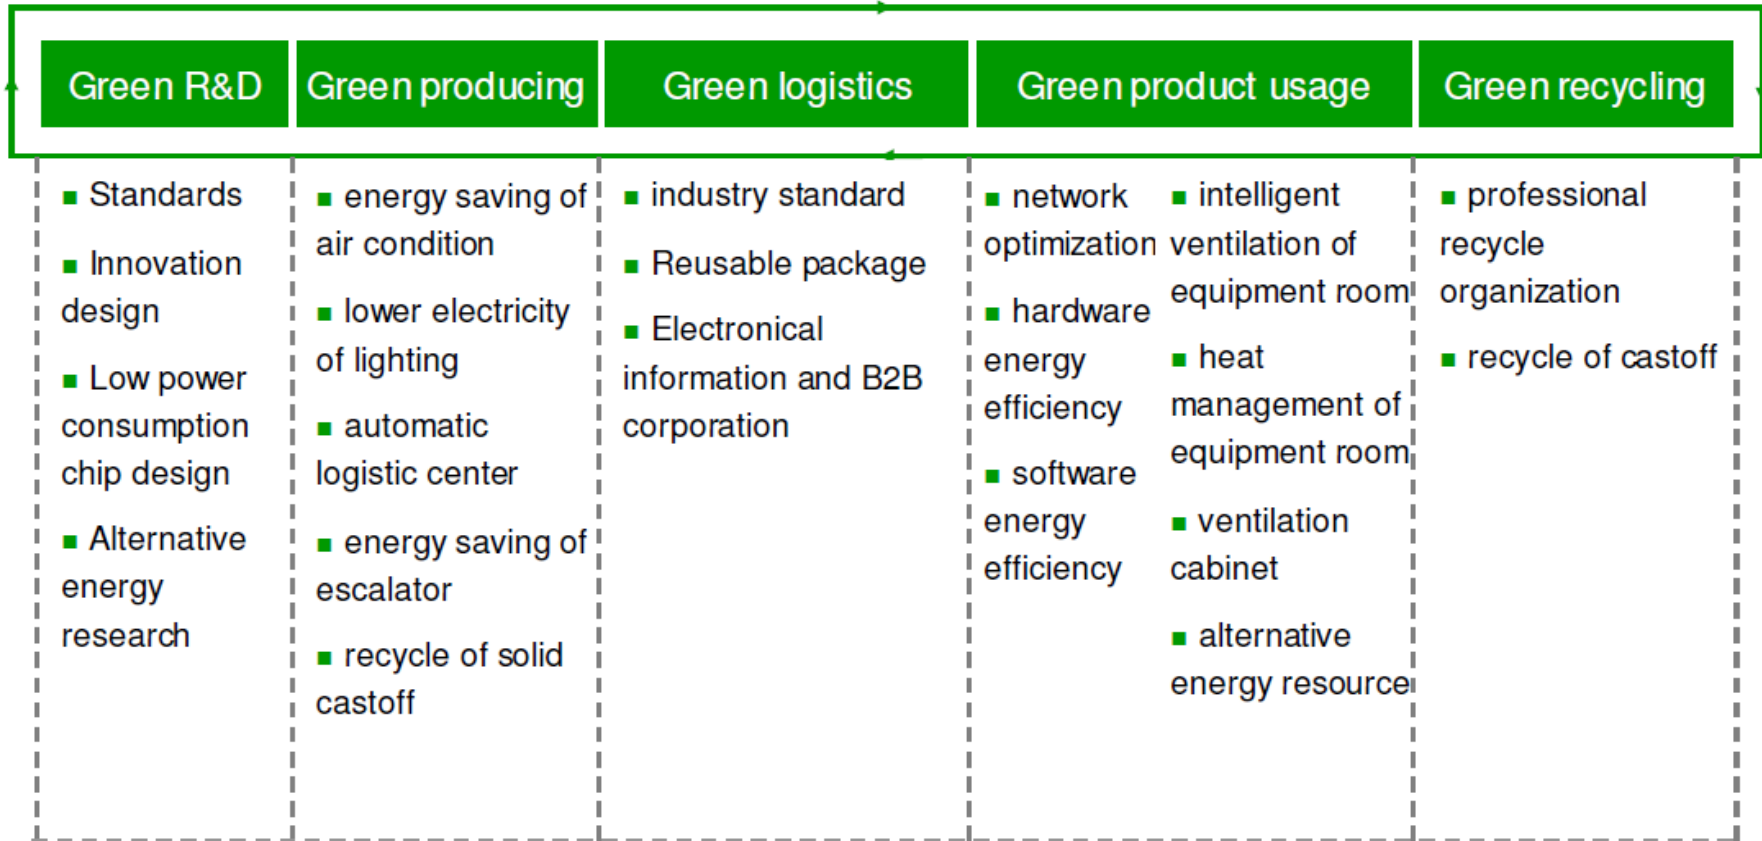 Green R&D
Green producing
Green logistics
Green product usage
Green recycling
■ Standards
■ Innovation
design
■ Low power
consumption
chip design
■ Alternative
energy
research
■ energy saving of
air condition
■ lower electricity
of lighting
■ automatic
logistic center
■ energy saving of
escalator
■ recycle of solid
castoff
■ industry standard
■ Reusable package
■ Electronical
information and B2B
corporation
■ network
optimization
■ hardware
energy
efficiency
■ software
energy
efficiency
■ intelligent
ventilation of
equipment room
■ heat
management of
equipment room
■ ventilation
cabinet
■ alternative
energy resource
■ professional
recycle
organization
■ recycle of castoff